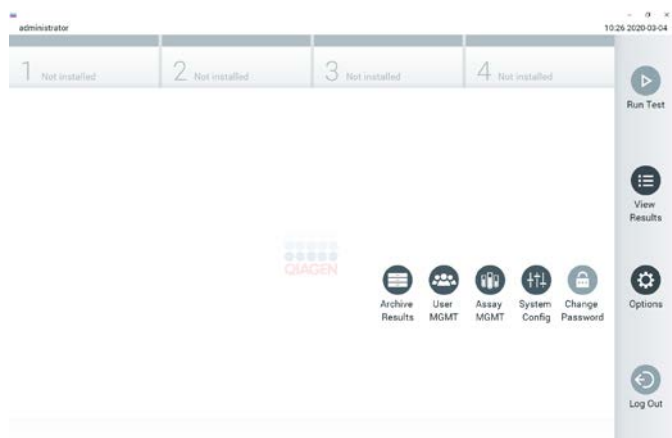 administrator
10:26 2020-03-04
1 Not installed
2 Not installed
3 Not installed
4 Not installed
Run Test
View
Results
QIAGEN
Archive
Results
User
MGMT
Assay
MGMT
System
Config
Change
Password
Options
Log Out